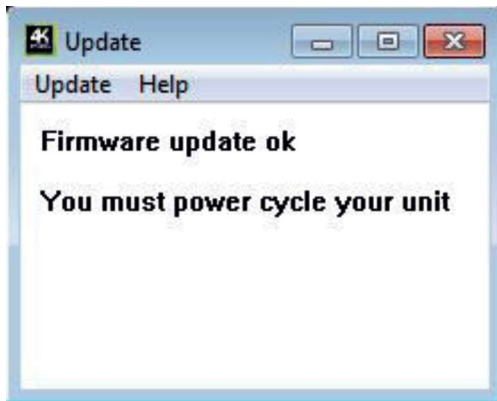 4K Update
Update Help
Firmware update ok
You must power cycle your unit